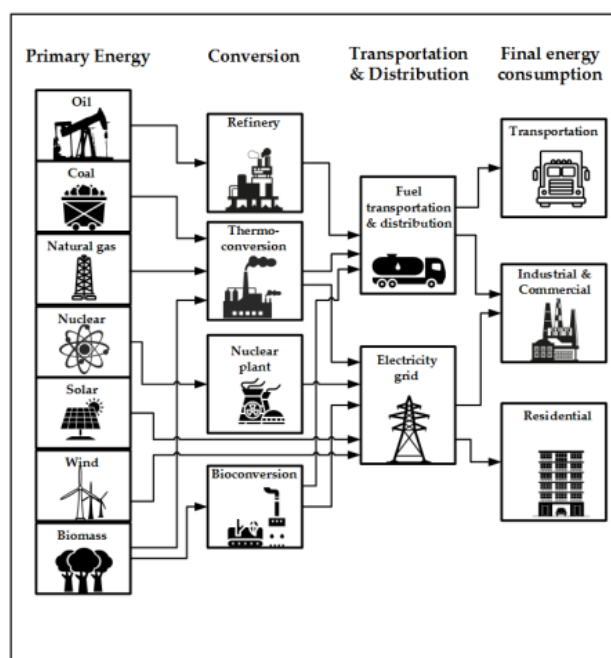 Primary Energy
Conversion
Transportation
& Distribution
Final energy
consumption
Oil
Coal
Natural gas
Nuclear
Solar
Wind
Biomass
Refinery
Thermo-
conversion
Nuclear
plant
Bioconversion
Fuel
transportation
& distribution
Electricity
grid
Transportation
Industrial &
Commercial
Residential